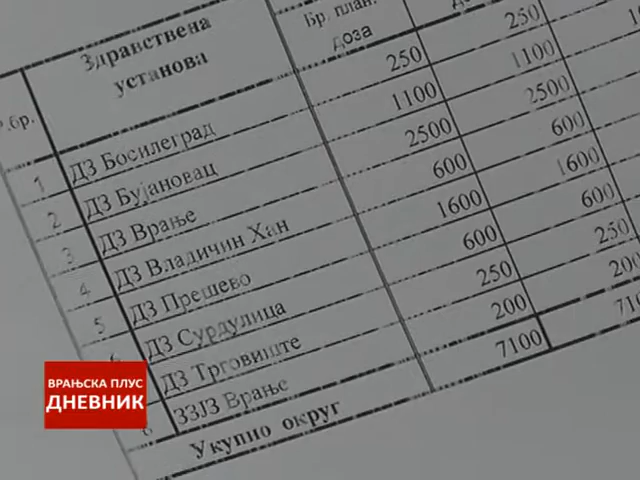 Р.бр. Здравствена установа Бр. план. доза
1 ДЗ Босилеград 250 250
2 ДЗ Бујановац 1100 1100
3 ДЗ Врање 2500 2500
4 ДЗ Владичин Хан 600 600
5 ДЗ Прешево 1600 1600
ДЗ Сурдулица 600 600
ДЗ Трговиште 250 250
ЗЗЈЗ Врање 200 200
Укупно округ 7100
ВРАЊСКА ПЛУС
ДНЕВНИК